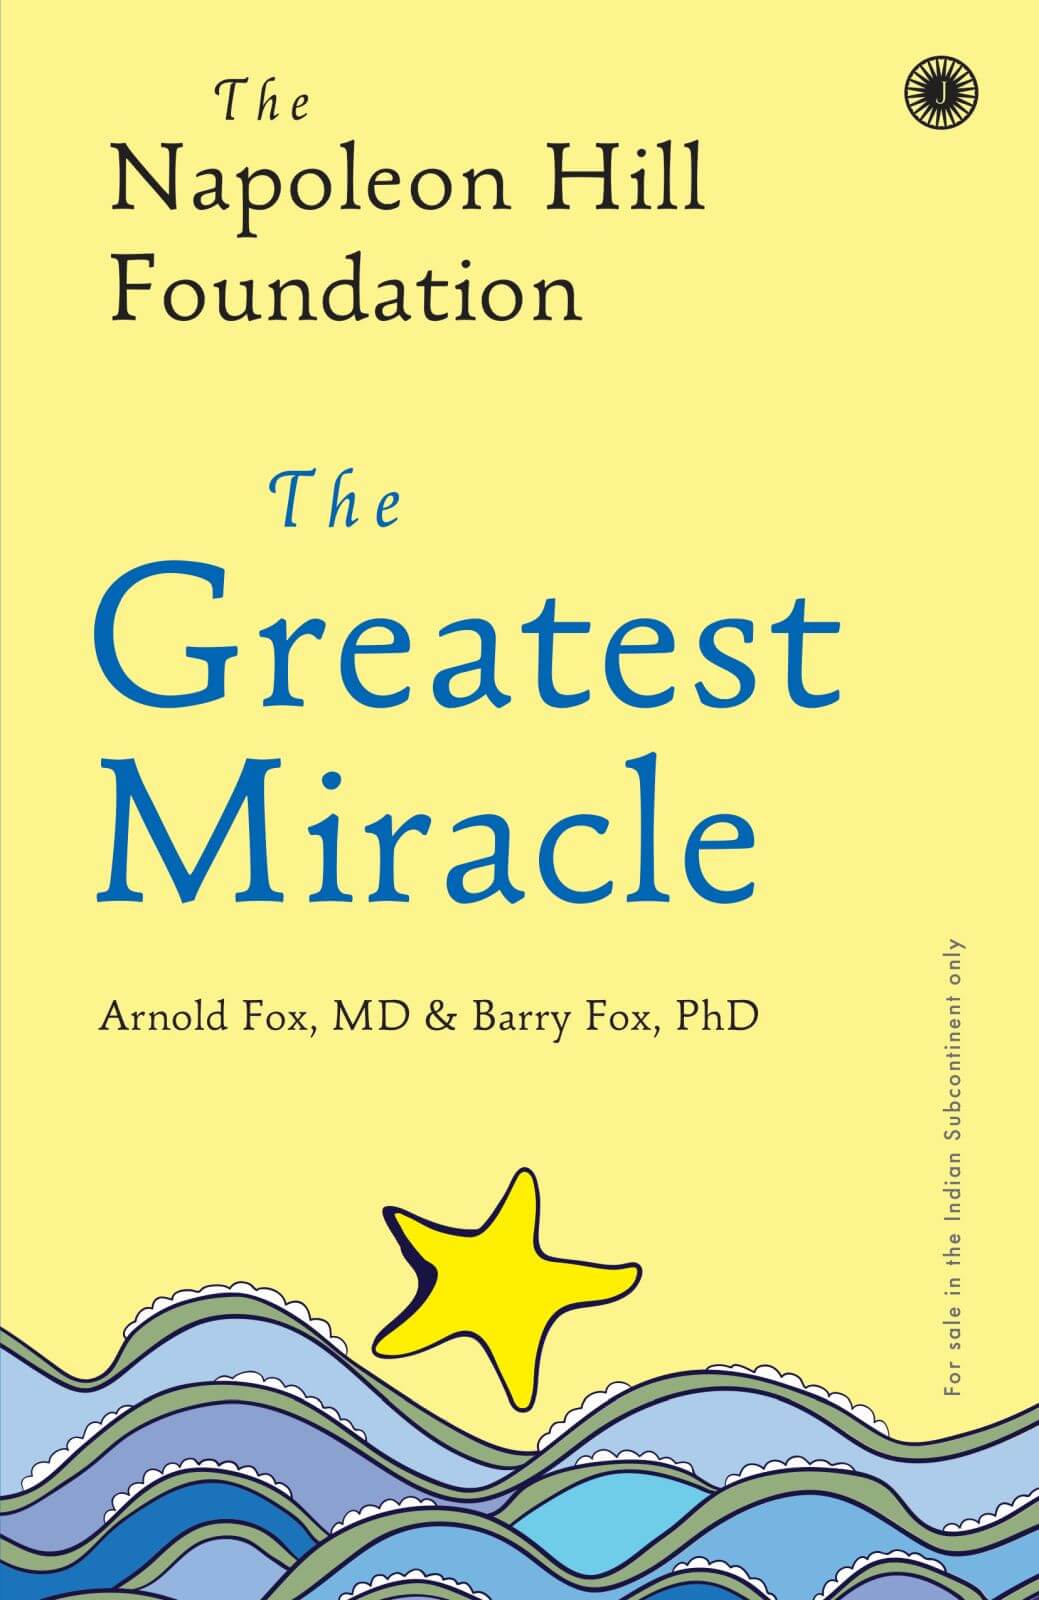 The
Napoleon Hill
Foundation
J
The
Greatest
Miracle
Arnold Fox, MD & Barry Fox, PhD
For sale in the Indian Subcontinent only